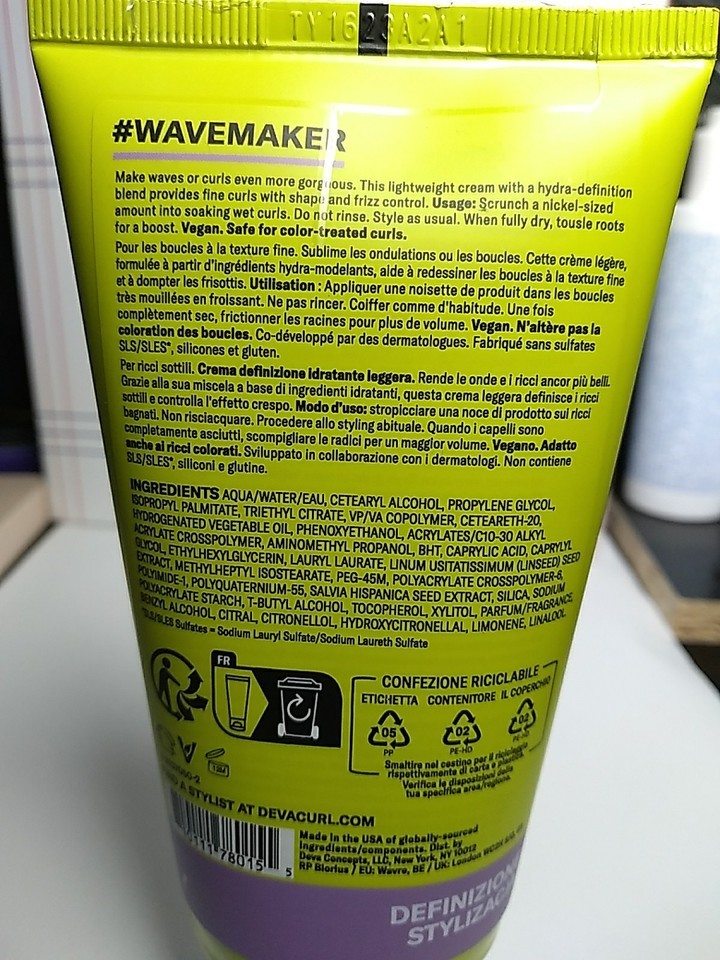 TY1623A2A1
#WAVEMAKER
Make waves or curls even more gorgeous. This lightweight cream with a hydra-definition
blend provides fine curls with shape and frizz control. Usage: Scrunch a nickel-sized
amount into soaking wet curls. Do not rinse. Style as usual. When fully dry, tousle roots
for a boost. Vegan. Safe for color-treated curls.
Pour les boucles à la texture fine. Sublime les ondulations ou les boucles. Cette crème légère,
formulée à partir d'ingrédients hydra-modelants, aide à redessiner les boucles à la texture fine
et à dompter les frisottis. Utilisation : Appliquer une noisette de produit dans les boucles
très mouillées en froissant. Ne pas rincer. Coiffer comme d'habitude. Une fois
complètement sec, frictionner les racines pour plus de volume. Vegan. N'altère pas la
coloration des boucles. Co-développé par des dermatologues. Fabriqué sans sulfates
SLS/SLES*, silicones et gluten.
Per ricci sottili. Crema definizione idratante leggera. Rende le onde e i ricci ancor più belli.
Grazie alla sua miscela a base di ingredienti idratanti, questa crema leggera definisce i ricci
sottili e controlla l'effetto crespo. Modo d'uso: stropicciare una noce di prodotto sui ricci
bagnati. Non risciacquare. Procedere allo styling abituale. Quando i capelli sono
completamente asciutti, scompigliare le radici per un maggior volume. Vegano. Adatto
anche ai ricci colorati. Sviluppato in collaborazione con i dermatologi. Non contiene
SLS/SLES*, siliconi e glutine.
INGREDIENTS AQUA/WATER/EAU, CETEARYL ALCOHOL, PROPYLENE GLYCOL,
ISOPROPYL PALMITATE, TRIETHYL CITRATE, VP/VA COPOLYMER, CETEARETH-20,
HYDROGENATED VEGETABLE OIL, PHENOXYETHANOL, ACRYLATES/C10-30 ALKYL
ACRYLATE CROSSPOLYMER, AMINOMETHYL PROPANOL, BHT, CAPRYLIC ACID, CAPRYLYL
GLYCOL, ETHYLHEXYLGLYCERIN, LAURYL LAURATE, LINUM USITATISSIMUM (LINSEED) SEED
EXTRACT, METHYLHEPTYL ISOSTEARATE, PEG-45M, POLYACRYLATE CROSSPOLYMER-6,
POLYIMIDE-1, POLYQUATERNIUM-55, SALVIA HISPANICA SEED EXTRACT, SILICA, SODIUM
POLYACRYLATE STARCH, T-BUTYL ALCOHOL, TOCOPHEROL, XYLITOL, PARFUM/FRAGRANCE,
BENZYL ALCOHOL, CITRAL, CITRONELLOL, HYDROXYCITRONELLAL, LIMONENE, LINALOOL.
*SLS/SLES Sulfates = Sodium Lauryl Sulfate/Sodium Laureth Sulfate
FR
CONFEZIONE RICICLABILE
ETICHETTA CONTENITORE IL COPERCHIO
05 02 02
PP PE-HD PE-HD
Smaltire nel cestino per il riciclaggio
rispettivamente di carta e plastica.
Verifica le disposizioni della
tua specifica area/regione.
12M
A STYLIST AT DEVACURL.COM
78015 5
Made in the USA of globally-sourced
ingredients/components. Dist. by
Deva Concepts, LLC, New York, NY 10012
RP Biorius / EU: Wavre, BE / UK: London
DEFINIZION
STYLIZAC